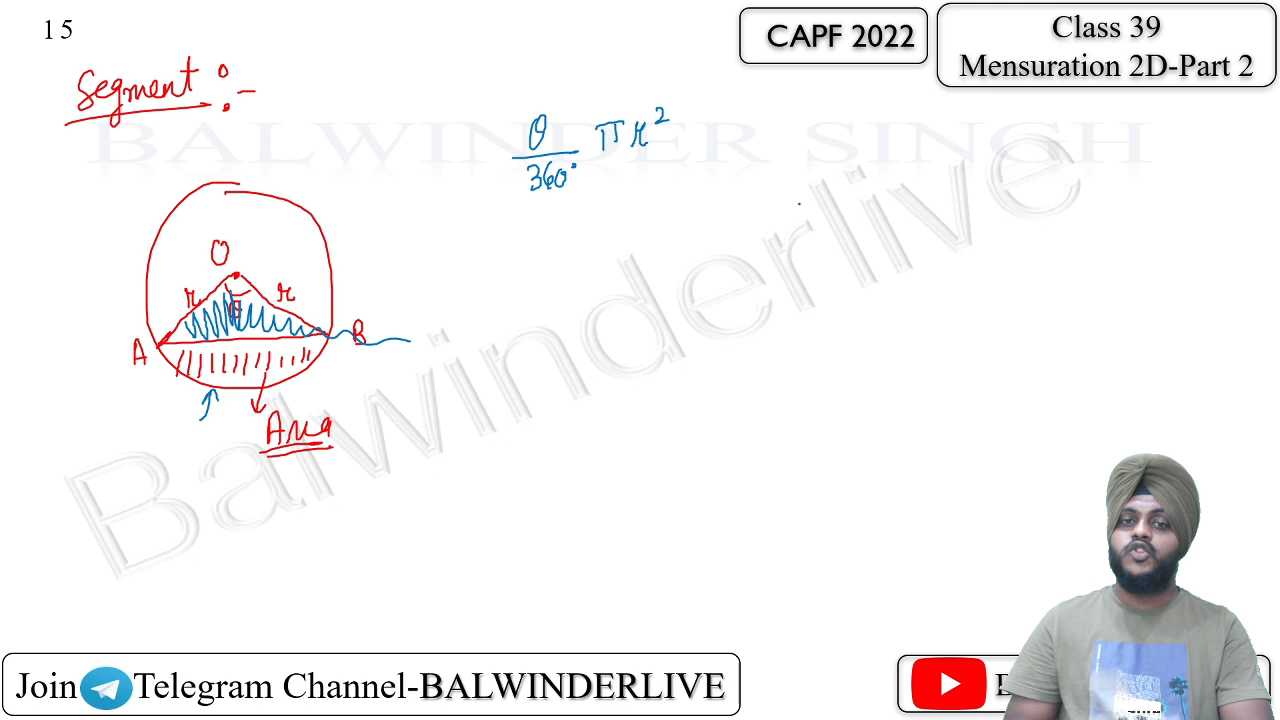 15
CAPF 2022
Class 39
Mensuration 2D-Part 2
Segment :-
BALWINDER SINGH
θ/360° πr²
O
r r
θ
A B
Area
Balwinderlive
Join Telegram Channel-BALWINDERLIVE